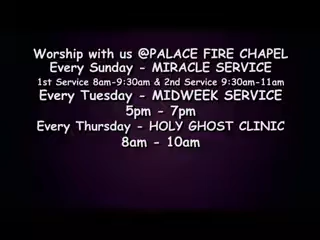 Worship with us @PALACE FIRE CHAPEL
Every Sunday - MIRACLE SERVICE
1st Service 8am-9:30am & 2nd Service 9:30am-11am
Every Tuesday - MIDWEEK SERVICE
5pm - 7pm
Every Thursday - HOLY GHOST CLINIC
8am - 10am